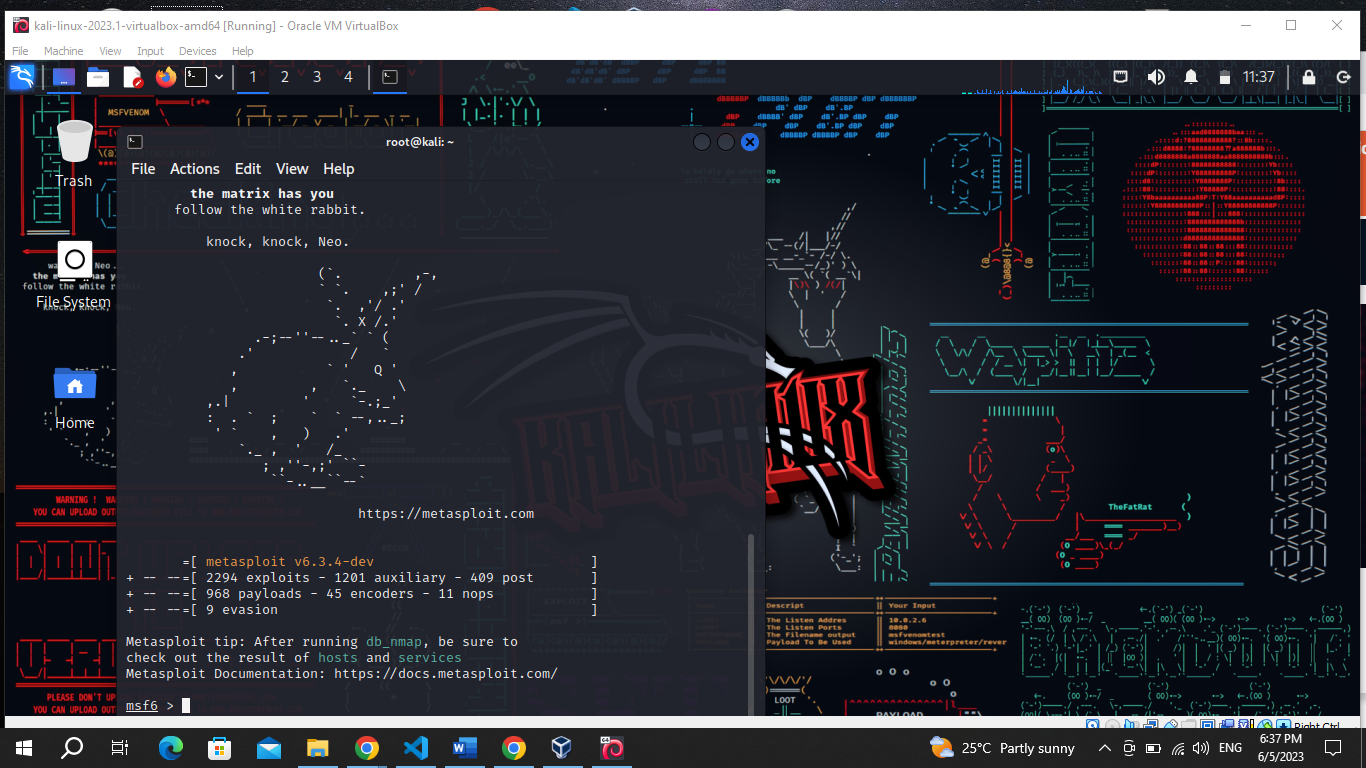 kali-linux-2023.1-virtualbox-amd64 [Running] - Oracle VM VirtualBox
File Machine View Input Devices Help
1 2 3 4
11:37
MSFVENOM
root@kali: ~
File Actions Edit View Help
Trash
the matrix has you
follow the white rabbit.
knock, knock, Neo.
File System
Home
https://metasploit.com
=[ metasploit v6.3.4-dev ]
+ -- --=[ 2294 exploits - 1201 auxiliary - 409 post ]
+ -- --=[ 968 payloads - 45 encoders - 11 nops ]
+ -- --=[ 9 evasion ]
Metasploit tip: After running db_nmap, be sure to
check out the result of hosts and services
Metasploit Documentation: https://docs.metasploit.com/
msf6 >
KALI LINUX
TheFatRat
Descript || Your Input
The Listen Addres || 10.0.2.6
The Listen Ports || 8080
The Filename output || msfvenomtest
Payload To Be Used || windows/meterpreter/rever
LOOT
PAYLOAD
WARNING !
YOU CAN UPLOAD OUT
PLEASE DON'T UP
YOU CAN UPLOAD OUT
Right Ctrl
25°C Partly sunny
ENG
6:37 PM
6/5/2023